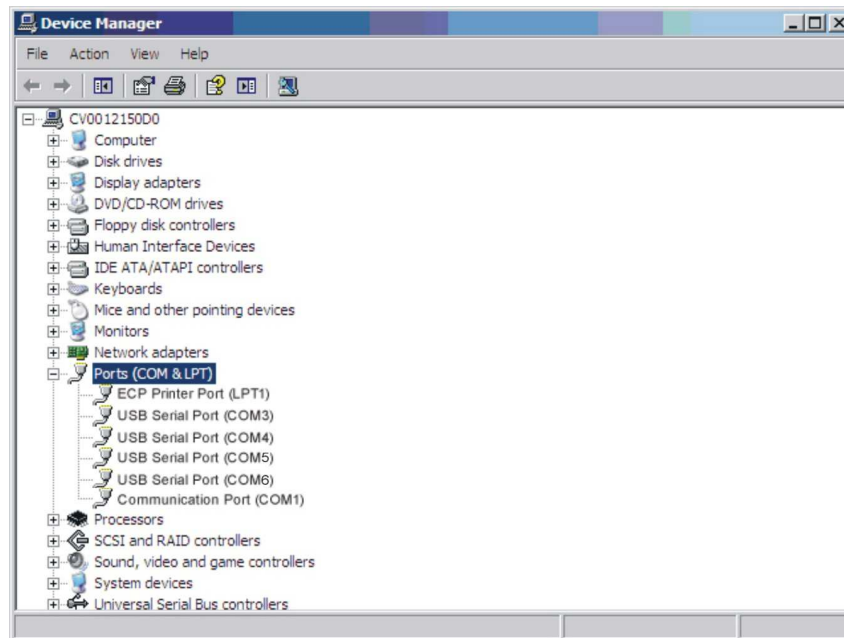 Device Manager
File Action View Help
CV0012150D0
Computer
Disk drives
Display adapters
DVD/CD-ROM drives
Floppy disk controllers
Human Interface Devices
IDE ATA/ATAPI controllers
Keyboards
Mice and other pointing devices
Monitors
Network adapters
Ports (COM & LPT)
ECP Printer Port (LPT1)
USB Serial Port (COM3)
USB Serial Port (COM4)
USB Serial Port (COM5)
USB Serial Port (COM6)
Communication Port (COM1)
Processors
SCSI and RAID controllers
Sound, video and game controllers
System devices
Universal Serial Bus controllers